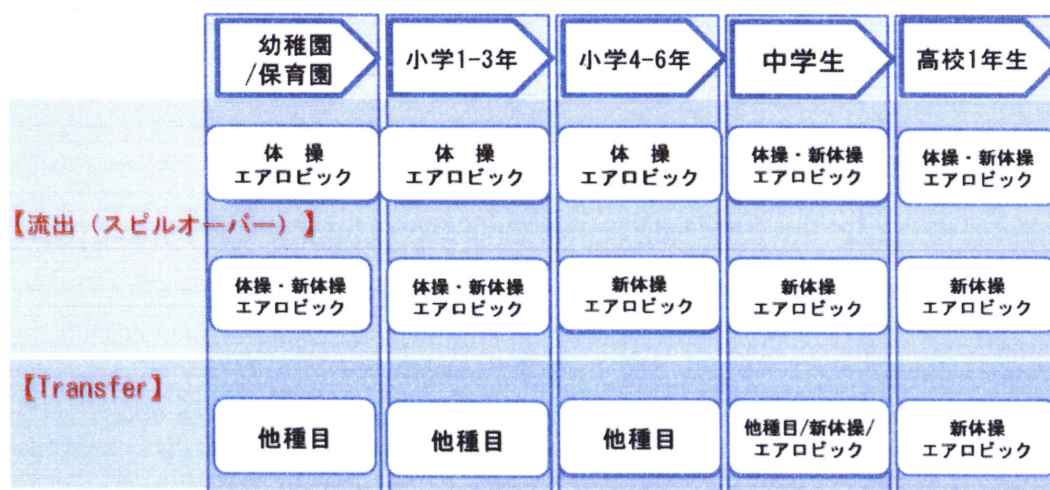 幼稚園
/保育園
小学1-3年
小学4-6年
中学生
高校1年生
体 操
エアロビック
体 操
エアロビック
体 操
エアロビック
体操・新体操
エアロビック
体操・新体操
エアロビック
【流出（スピルオーバー）】
体操・新体操
エアロビック
体操・新体操
エアロビック
新体操
エアロビック
新体操
エアロビック
新体操
エアロビック
【Transfer】
他種目
他種目
他種目
他種目/新体操/
エアロビック
新体操
エアロビック